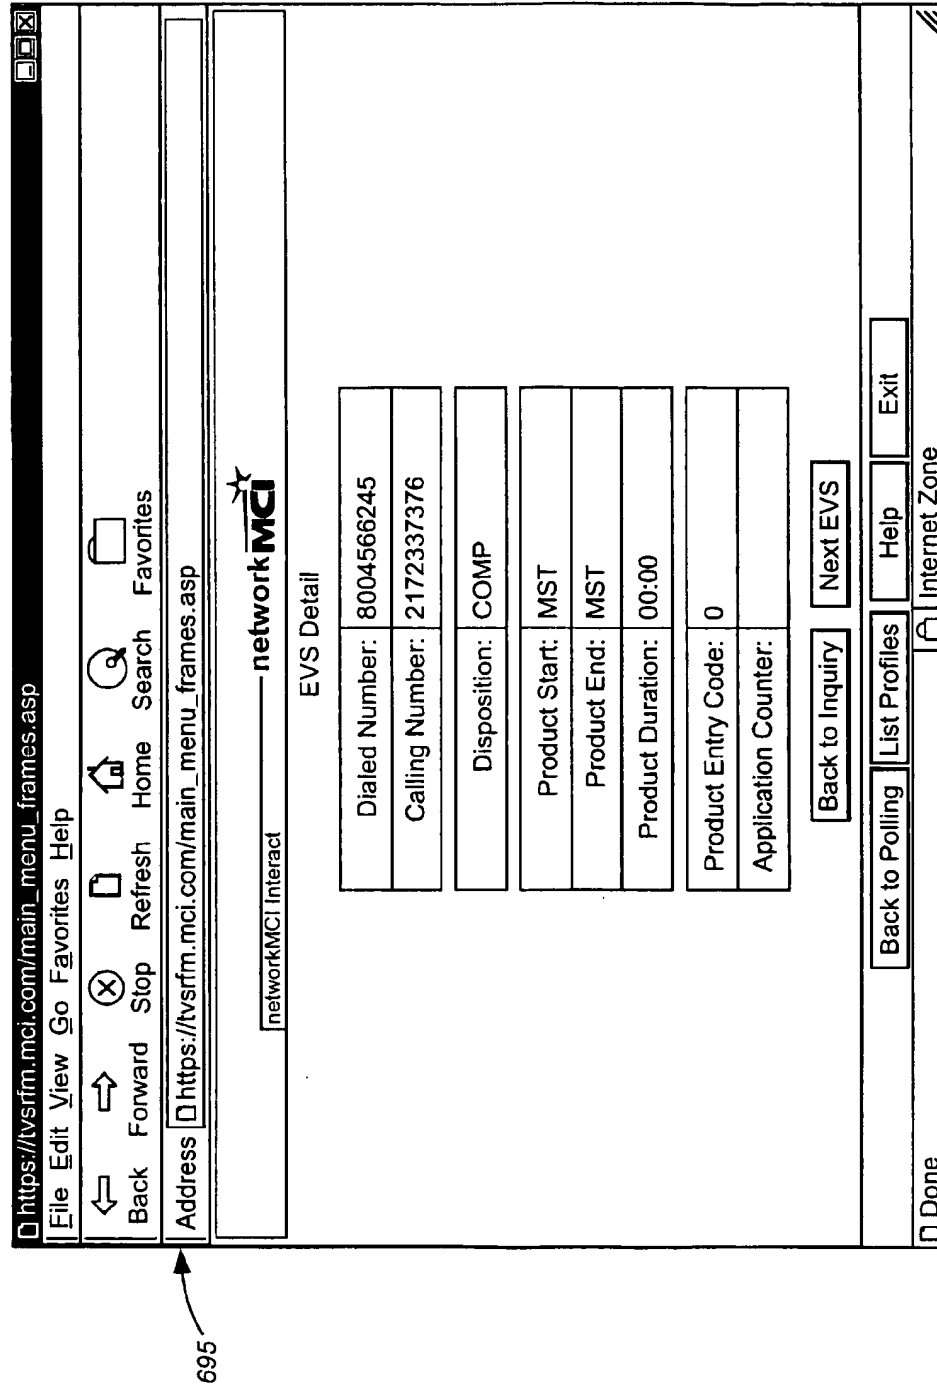 https://tvsrfm.mci.com/main_menu_frames.asp
File Edit View Go Favorites Help
Back Forward Stop Refresh Home Search Favorites
Address https://tvsrfm.mci.com/main_menu_frames.asp
networkMCI
networkMCI Interact
EVS Detail
Dialed Number: 8004566245
Calling Number: 2172337376
Disposition: COMP
Product Start: MST
Product End: MST
Product Duration: 00:00
Product Entry Code: 0
Application Counter:
Back to Inquiry Next EVS
Back to Polling List Profiles Help Exit
Done Internet Zone
695